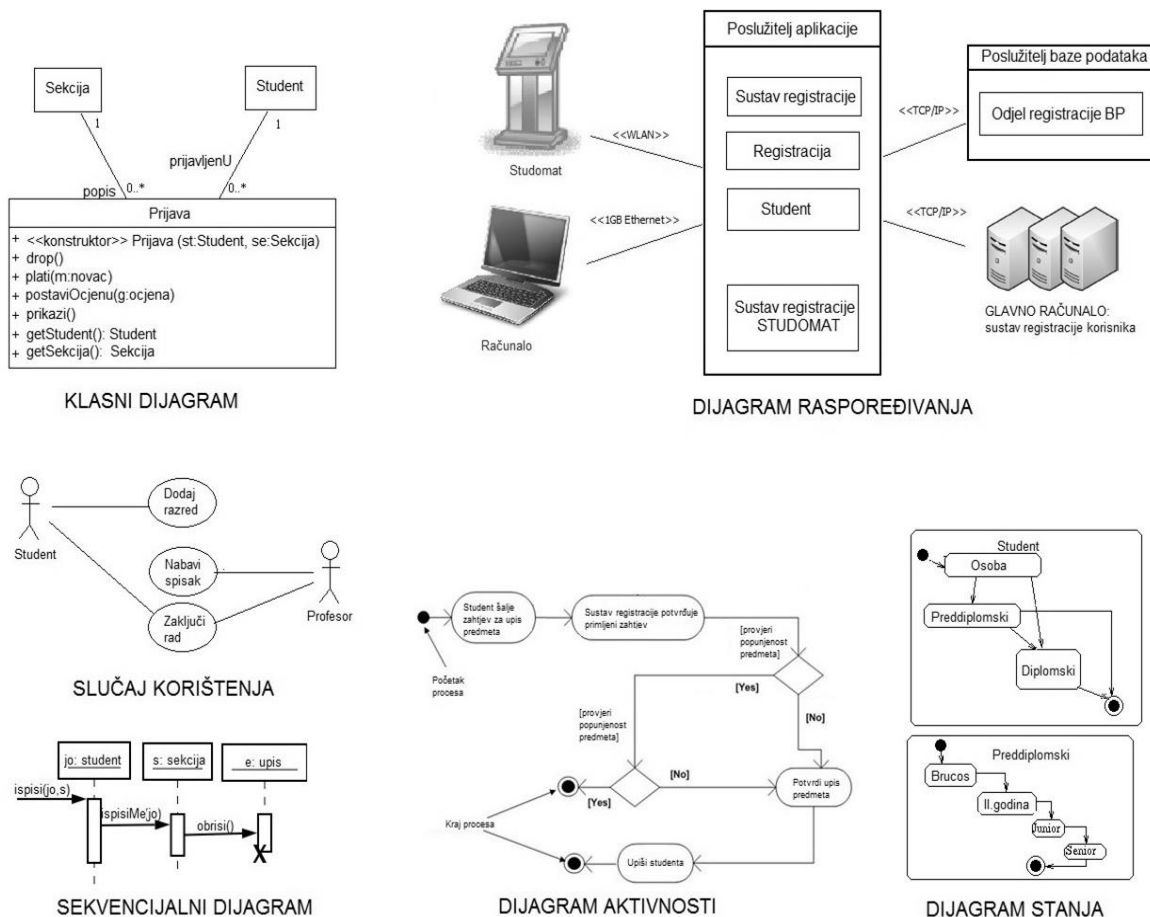 Sekcija
Student
1
1
prijavljenU
popis
0..*
0..*
Prijava
+ <<konstruktor>> Prijava (st:Student, se:Sekcija)
+ drop()
+ plati(m:novac)
+ postaviOcjenu(g:ocjena)
+ prikazi()
+ getStudent(): Student
+ getSekcija(): Sekcija
KLASNI DIJAGRAM
Studomat
<<WLAN>>
Računalo
<<1GB Ethernet>>
Poslužitelj aplikacije
Sustav registracije
Registracija
Student
Sustav registracije
STUDOMAT
<<TCP/IP>>
Poslužitelj baze podataka
Odjel registracije BP
<<TCP/IP>>
GLAVNO RAČUNALO:
sustav registracije korisnika
DIJAGRAM RASPOREĐIVANJA
Student
Dodaj
razred
Nabavi
spisak
Zaključi
rad
Profesor
SLUČAJ KORIŠTENJA
jo: student
s: sekcija
e: upis
ispisi(jo,s)
ispisiMe'jo)
obrisi()
X
SEKVENCIJALNI DIJAGRAM
Student šalje
zahtjev za upis
predmeta
Sustav registracije potvrđuje
primljeni zahtjev
Početak
procesa
[provjeri
popunjenost
predmeta]
[Yes]
[No]
[provjeri
popunjenost
predmeta]
[No]
[Yes]
Potvrdi upis
predmeta
Kraj procesa
Upiši studenta
DIJAGRAM AKTIVNOSTI
Student
Osoba
Preddiplomski
Diplomski
Preddiplomski
Brucos
II.godina
Junior
Senior
DIJAGRAM STANJA